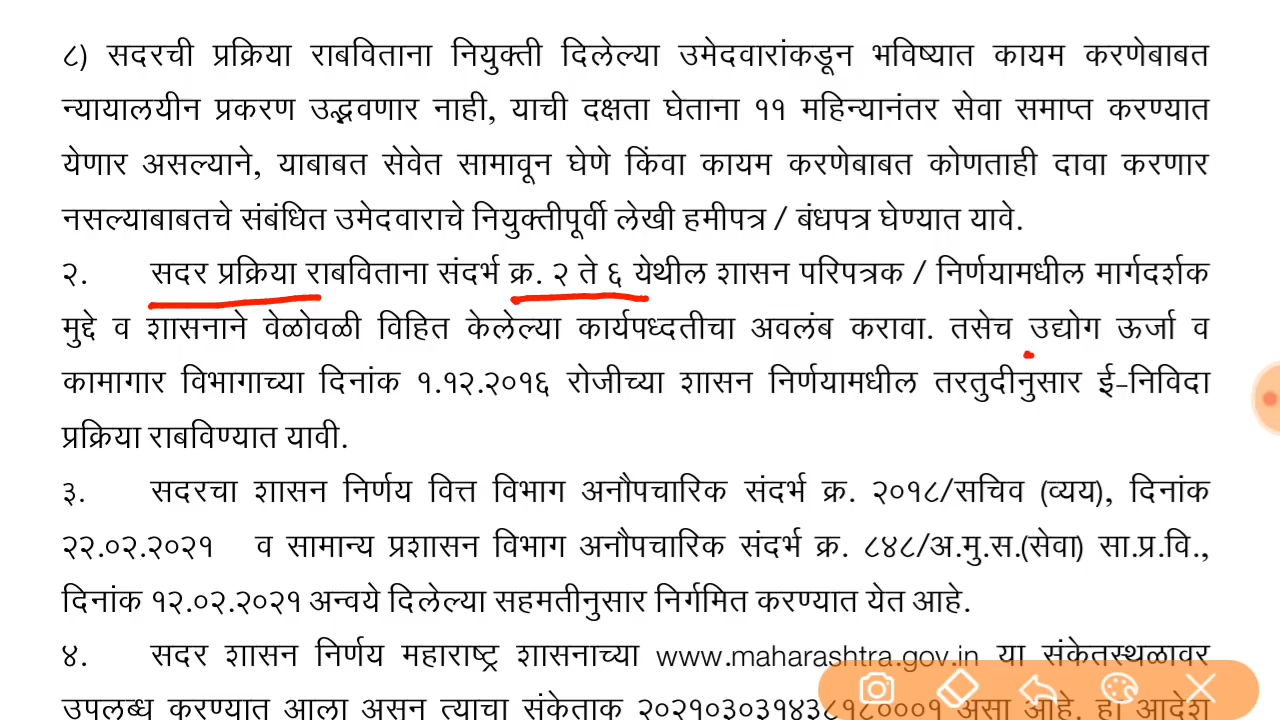 ८) सदरची प्रक्रिया राबविताना नियुक्ती दिलेल्या उमेदवारांकडून भविष्यात कायम करणेबाबत
न्यायालयीन प्रकरण उद्भवणार नाही, याची दक्षता घेताना ११ महिन्यानंतर सेवा समाप्त करण्यात
येणार असल्याने, याबाबत सेवेत सामावून घेणे किंवा कायम करणेबाबत कोणताही दावा करणार
नसल्याबाबतचे संबंधित उमेदवाराचे नियुक्तीपूर्वी लेखी हमीपत्र / बंधपत्र घेण्यात यावे.
२. सदर प्रक्रिया राबविताना संदर्भ क्र. २ ते ६ येथील शासन परिपत्रक / निर्णयामधील मार्गदर्शक
मुद्दे व शासनाने वेळोवळी विहित केलेल्या कार्यपध्दतीचा अवलंब करावा. तसेच उद्योग ऊर्जा व
कामागार विभागाच्या दिनांक १.१२.२०१६ रोजीच्या शासन निर्णयामधील तरतुदीनुसार ई-निविदा
प्रक्रिया राबविण्यात यावी.
३. सदरचा शासन निर्णय वित्त विभाग अनौपचारिक संदर्भ क्र. २०१८/सचिव (व्यय), दिनांक
२२.०२.२०२१ व सामान्य प्रशासन विभाग अनौपचारिक संदर्भ क्र. ८४८/अ.मु.स.(सेवा) सा.प्र.वि.,
दिनांक १२.०२.२०२१ अन्वये दिलेल्या सहमतीनुसार निर्गमित करण्यात येत आहे.
४. सदर शासन निर्णय महाराष्ट्र शासनाच्या www.maharashtra.gov.in या संकेतस्थळावर
उपलब्ध करण्यात आला असून त्याचा संकेताक २०२१०३०३१४३८१८०००१ असा आहे. हा आदेश